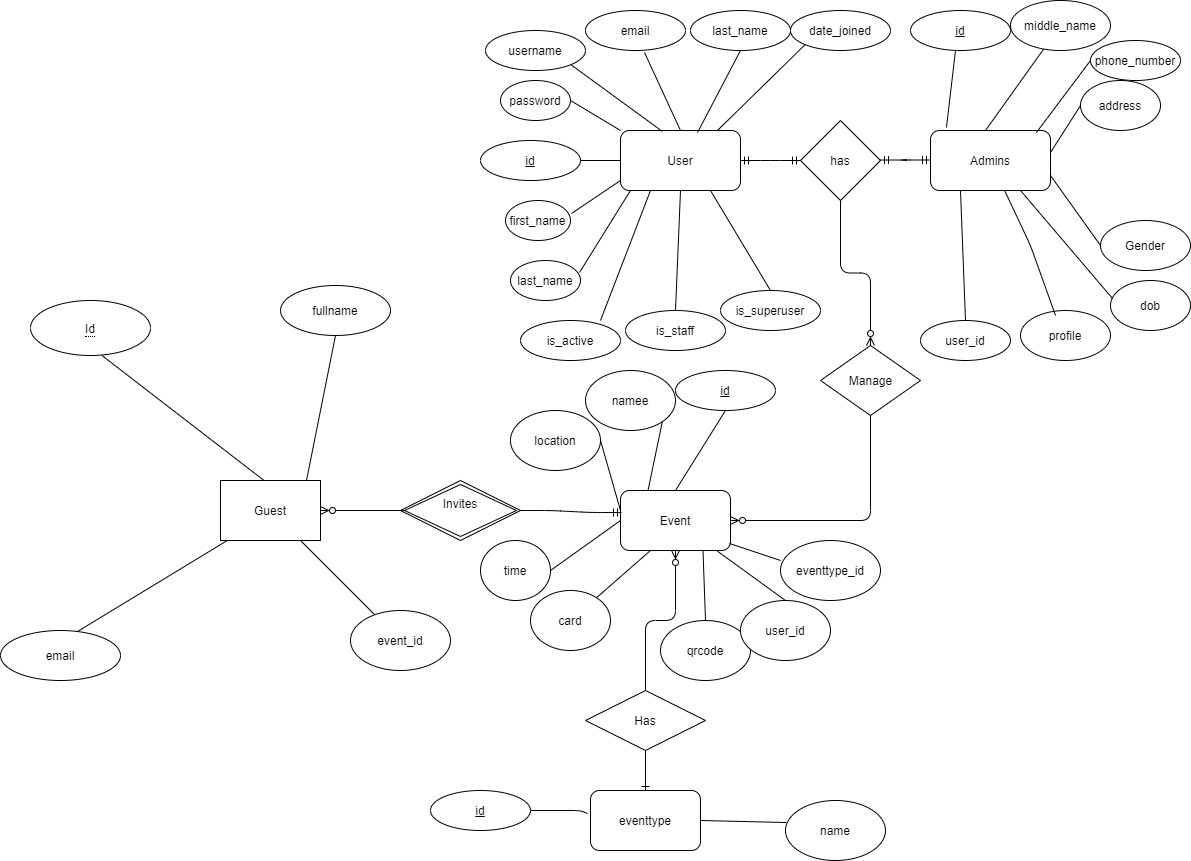 email
last_name
date_joined
id
middle_name
username
phone_number
password
address
id
User
has
Admins
first_name
Gender
last_name
is_superuser
dob
is_active
is_staff
user_id
profile
Id
fullname
Manage
namee
id
location
Guest
Invites
Event
time
eventtype_id
card
user_id
qrcode
event_id
email
Has
id
eventtype
name